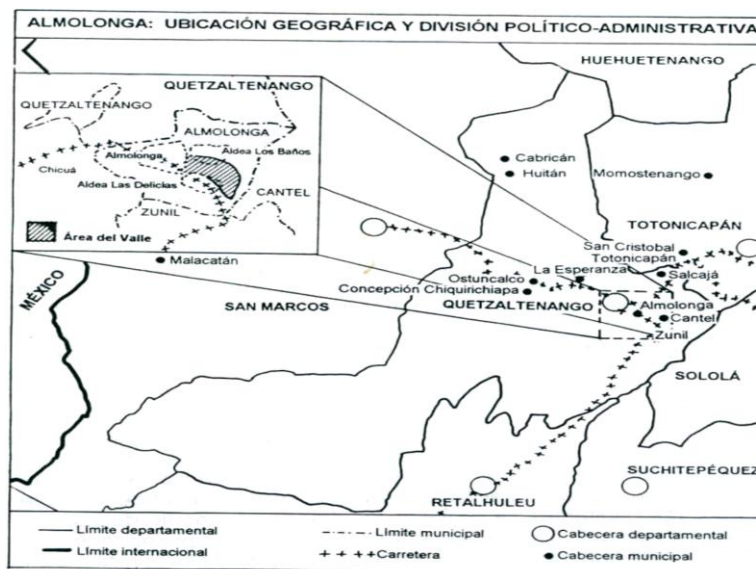 ALMOLONGA: UBICACIÓN GEOGRÁFICA Y DIVISIÓN POLÍTICO-ADMINISTRATIVA
HUEHUETENANGO
QUETZALTENANGO
QUETZALTENANGO
ALMOLONGA
Almolonga
Aldea Los Baños
Chicuá
Aldea Las Delicias
CANTEL
ZUNIL
Área del Valle
Cabricán
Huitán
Momostenango
TOTONICAPÁN
San Cristobal
Totonicapán
Malacatán
La Esperanza
Salcajá
Ostuncalco
Concepción Chiquirichiapa
MÉXICO
SAN MARCOS
QUETZALTENANGO
Almolonga
Cantel
Zunil
SOLOLÁ
SUCHITEPÉQUEZ
RETALHULEU
Límite departamental
Límite municipal
Cabecera departamental
Límite internacional
Carretera
Cabecera municipal